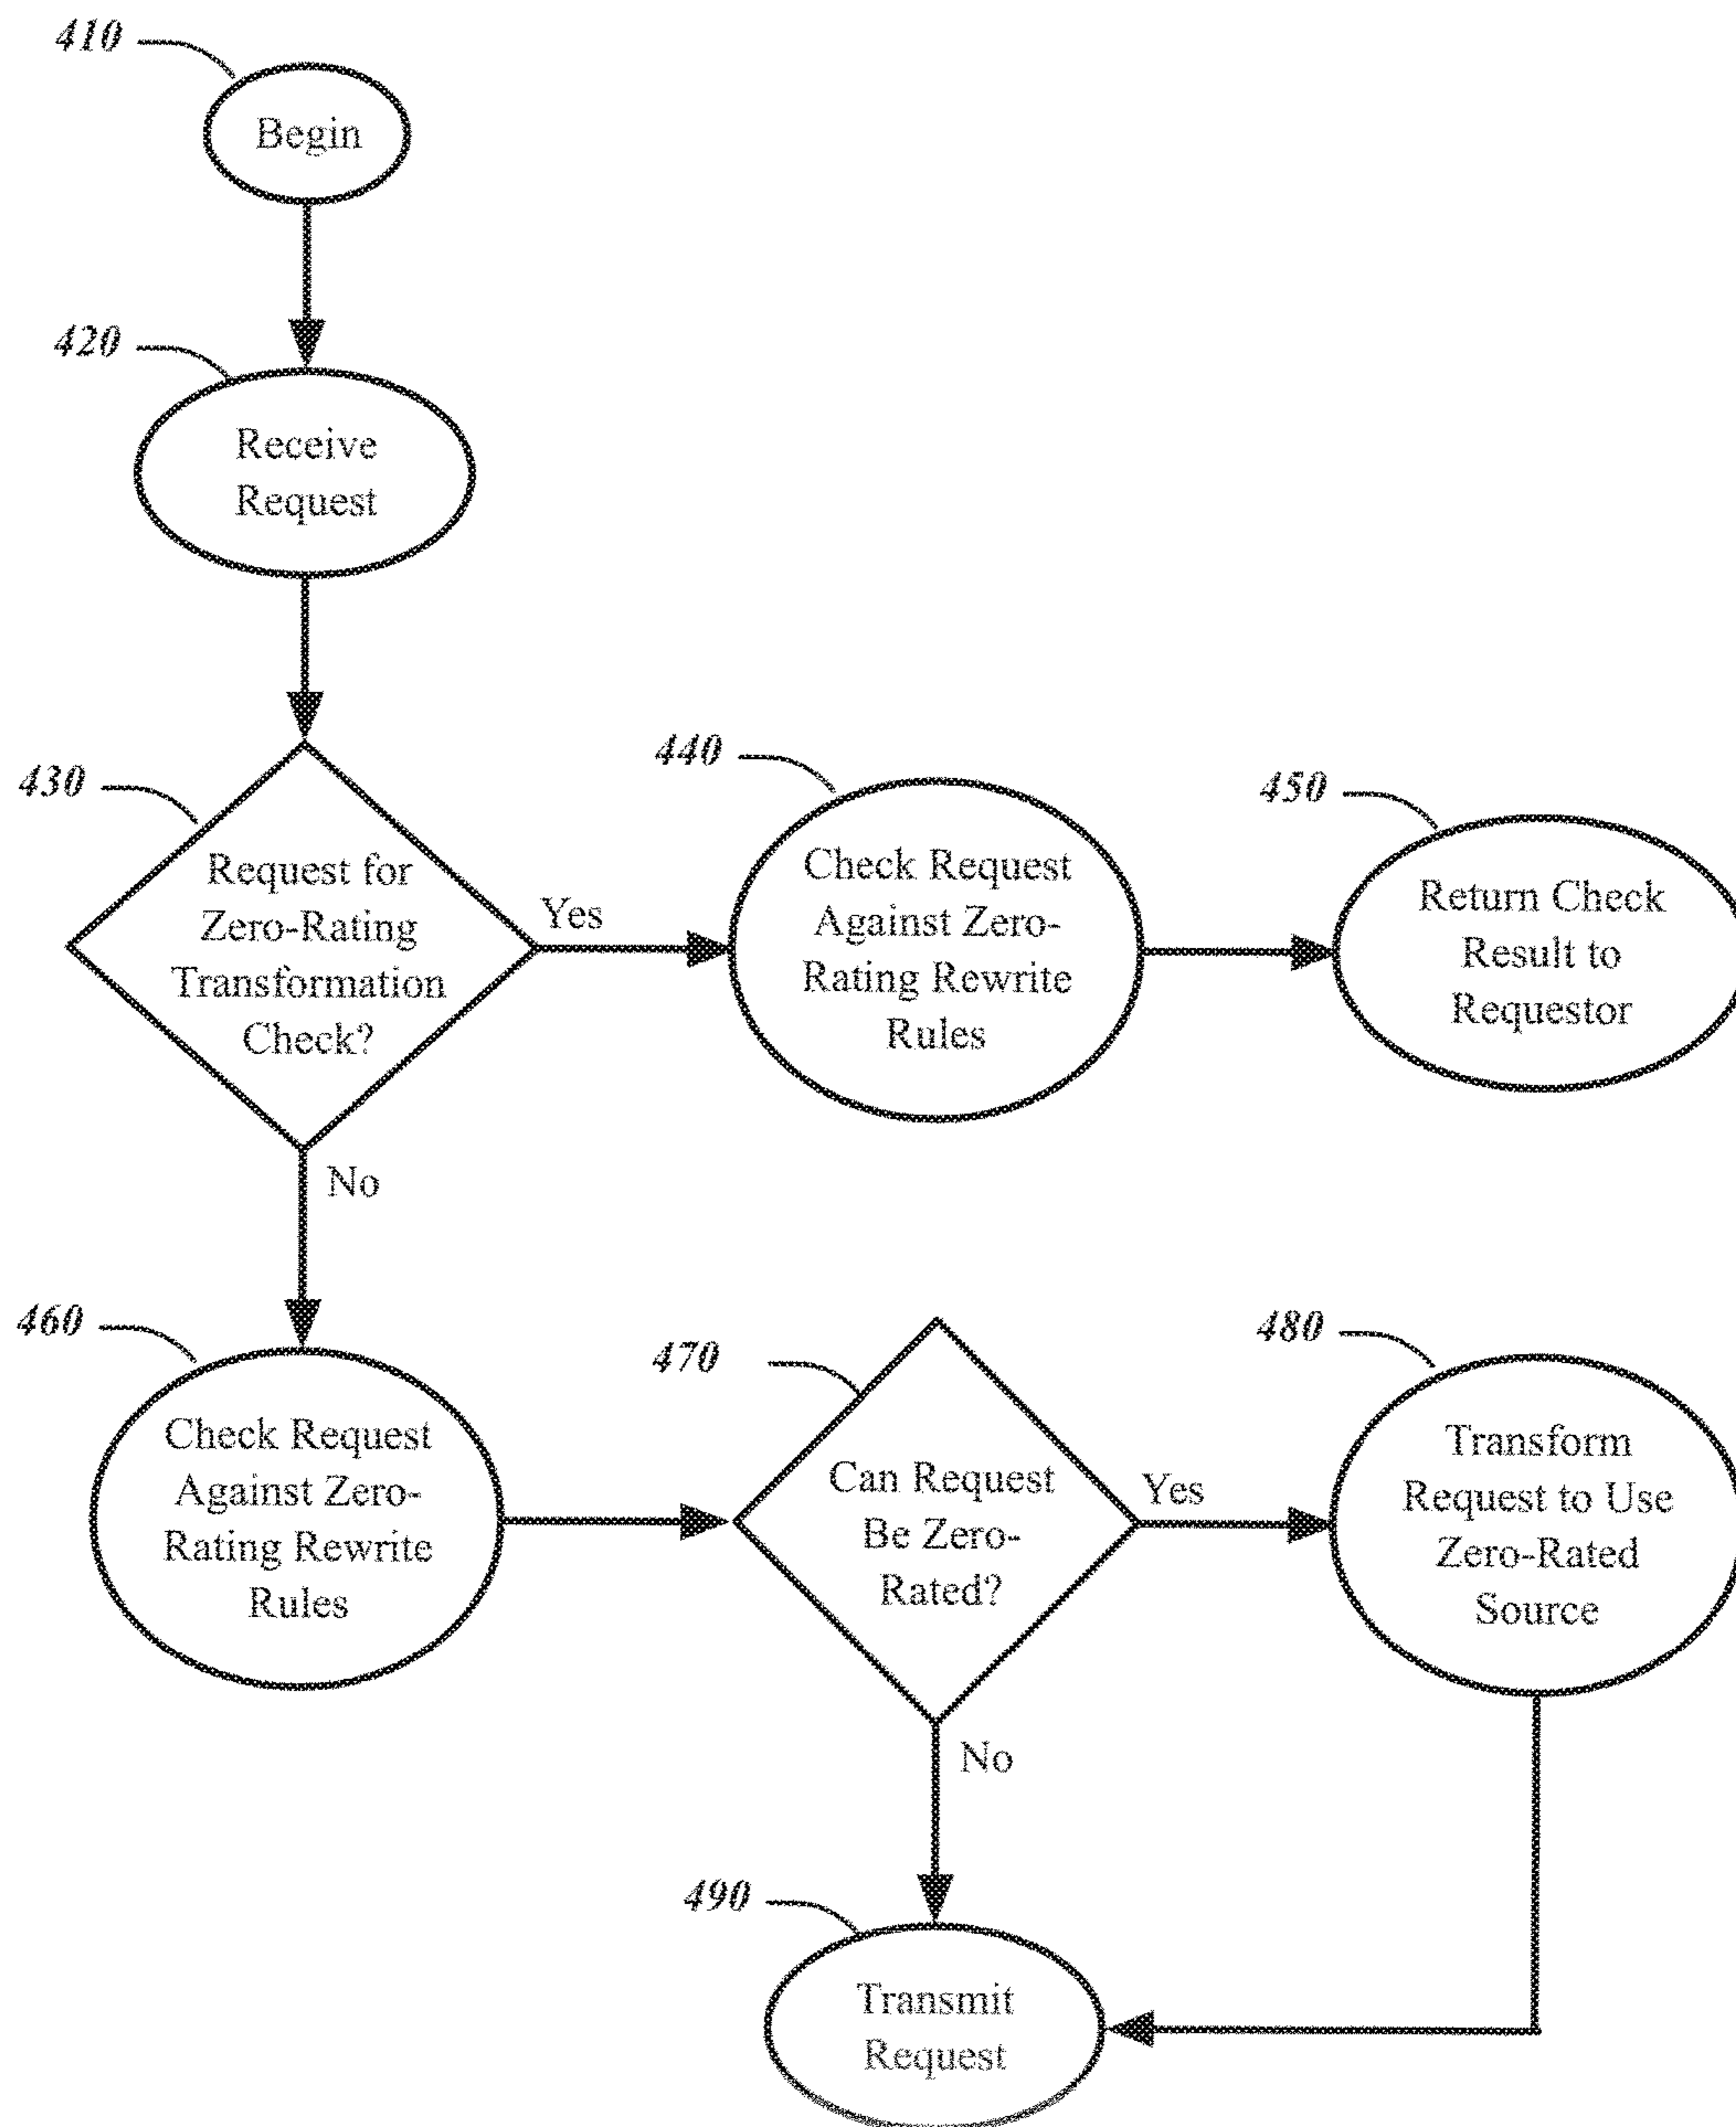 410
Begin
420
Receive
Request
430
Request for
Zero-Rating
Transformation
Check?
Yes
No
440
Check Request
Against Zero-
Rating Rewrite
Rules
450
Return Check
Result to
Requestor
460
Check Request
Against Zero-
Rating Rewrite
Rules
470
Can Request
Be Zero-
Rated?
Yes
No
480
Transform
Request to Use
Zero-Rated
Source
490
Transmit
Request